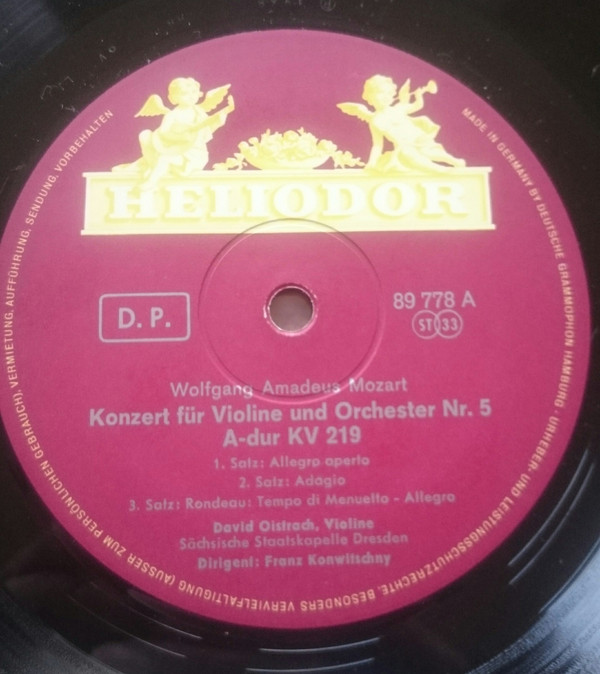 HELIODOR
D. P.
89 778 A
ST 33
Wolfgang Amadeus Mozart
Konzert für Violine und Orchester Nr. 5
A-dur KV 219
1. Satz: Allegro aperto
2. Satz: Adagio
3. Satz: Rondeau: Tempo di Menuetto - Allegro
David Oistrach, Violine
Sächsische Staatskapelle Dresden
Dirigent: Franz Konwitschny
MADE IN GERMANY BY DEUTSCHE GRAMMOPHON HAMBURG · URHEBER- UND LEISTUNGSSCHUTZRECHTE, BESONDERS VERVIELFÄLTIGUNG (AUSSER ZUM PERSÖNLICHEN GEBRAUCH), VERMIETUNG, AUFFÜHRUNG, SENDUNG, VORBEHALTEN